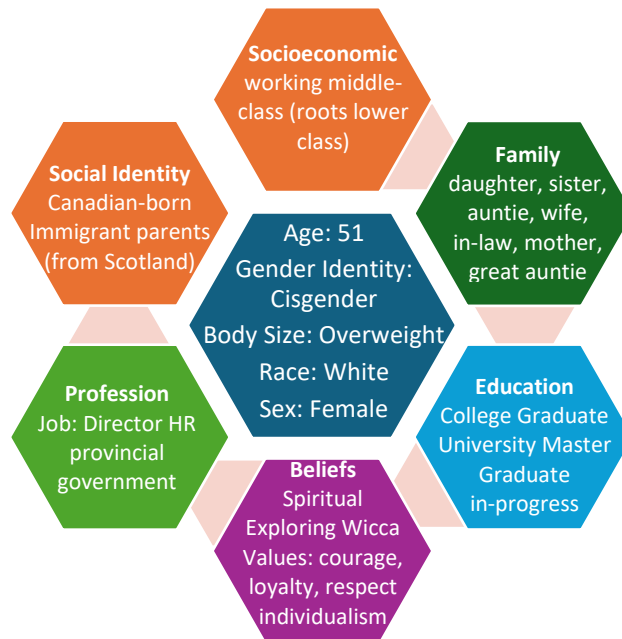 Socioeconomic
working middle-
class (roots lower
class)
Family
daughter, sister,
auntie, wife,
in-law, mother,
great auntie
Education
College Graduate
University Master
Graduate
in-progress
Beliefs
Spiritual
Exploring Wicca
Values: courage,
loyalty, respect
individualism
Profession
Job: Director HR
provincial
government
Social Identity
Canadian-born
Immigrant parents
(from Scotland)
Age: 51
Gender Identity:
Cisgender
Body Size: Overweight
Race: White
Sex: Female